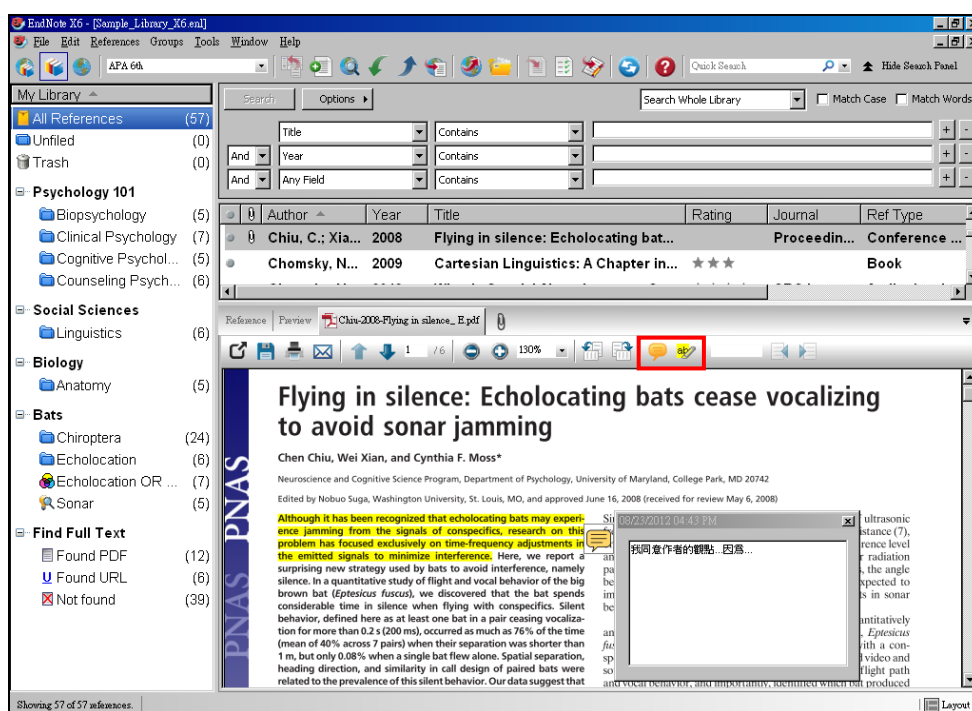 EndNote X6 - [Sample_Library_X6.enl]
File Edit References Groups Tools Window Help
APA 6th
Quick Search
Hide Search Panel
My Library
Search Options
Search Whole Library
Match Case Match Words
All References (57)
Unfiled (0)
Trash (0)
Title Contains
And Year Contains
And Any Field Contains
Psychology 101
Biopsychology (5)
Clinical Psychology (7)
Cognitive Psychol... (5)
Counseling Psych... (6)
Social Sciences
Linguistics (6)
Biology
Anatomy (5)
Bats
Chiroptera (24)
Echolocation (6)
Echolocation OR ... (7)
Sonar (5)
Find Full Text
Found PDF (12)
Found URL (6)
Not found (39)
Author Year Title Rating Journal Ref Type
Chiu, C.; Xia... 2008 Flying in silence: Echolocating bat... Proceedin... Conference ...
Chomsky, N... 2009 Cartesian Linguistics: A Chapter in... ★★★ Book
Reference Preview Chiu-2008-Flying in silence_ E.pdf
1 /6 130%
PNAS PNAS
Flying in silence: Echolocating bats cease vocalizing
to avoid sonar jamming
Chen Chiu, Wei Xian, and Cynthia F. Moss*
Neuroscience and Cognitive Science Program, Department of Psychology, University of Maryland, College Park, MD 20742
Edited by Nobuo Suga, Washington University, St. Louis, MO, and approved June 16, 2008 (received for review May 6, 2008)
Although it has been recognized that echolocating bats may experi-
ence jamming from the signals of conspecifics, research on this
problem has focused exclusively on time-frequency adjustments in
the emitted signals to minimize interference. Here, we report a
surprising new strategy used by bats to avoid interference, namely
silence. In a quantitative study of flight and vocal behavior of the big
brown bat (Eptesicus fuscus), we discovered that the bat spends
considerable time in silence when flying with conspecifics. Silent
behavior, defined here as at least one bat in a pair ceasing vocaliza-
tion for more than 0.2 s (200 ms), occurred as much as 76% of the time
(mean of 40% across 7 pairs) when their separation was shorter than
1 m, but only 0.08% when a single bat flew alone. Spatial separation,
heading direction, and similarity in call design of paired bats were
related to the prevalence of this silent behavior. Our data suggest that
08/23/2012 04:43 PM
我同意作者的觀點...因為...
ultrasonic
istance (7),
rence level
radiation
, the angle
xpected to
s in sonar
antitatively
, Eptesicus
ith a con-
video and
flight path
and vocal behavior, and importantly, identified which bat produced
Showing 57 of 57 references.
Layout